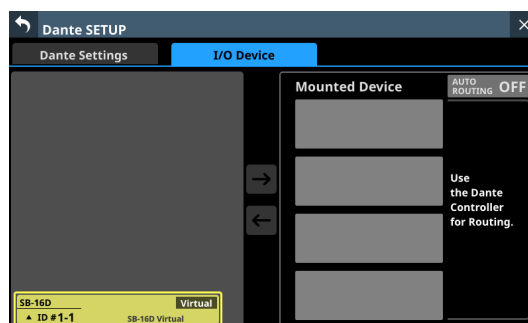 Dante SETUP
Dante Settings
I/O Device
Mounted Device
AUTO
ROUTING OFF
Use
the Dante
Controller
for Routing.
SB-16D
Virtual
▲ ID #1-1
SB-16D Virtual